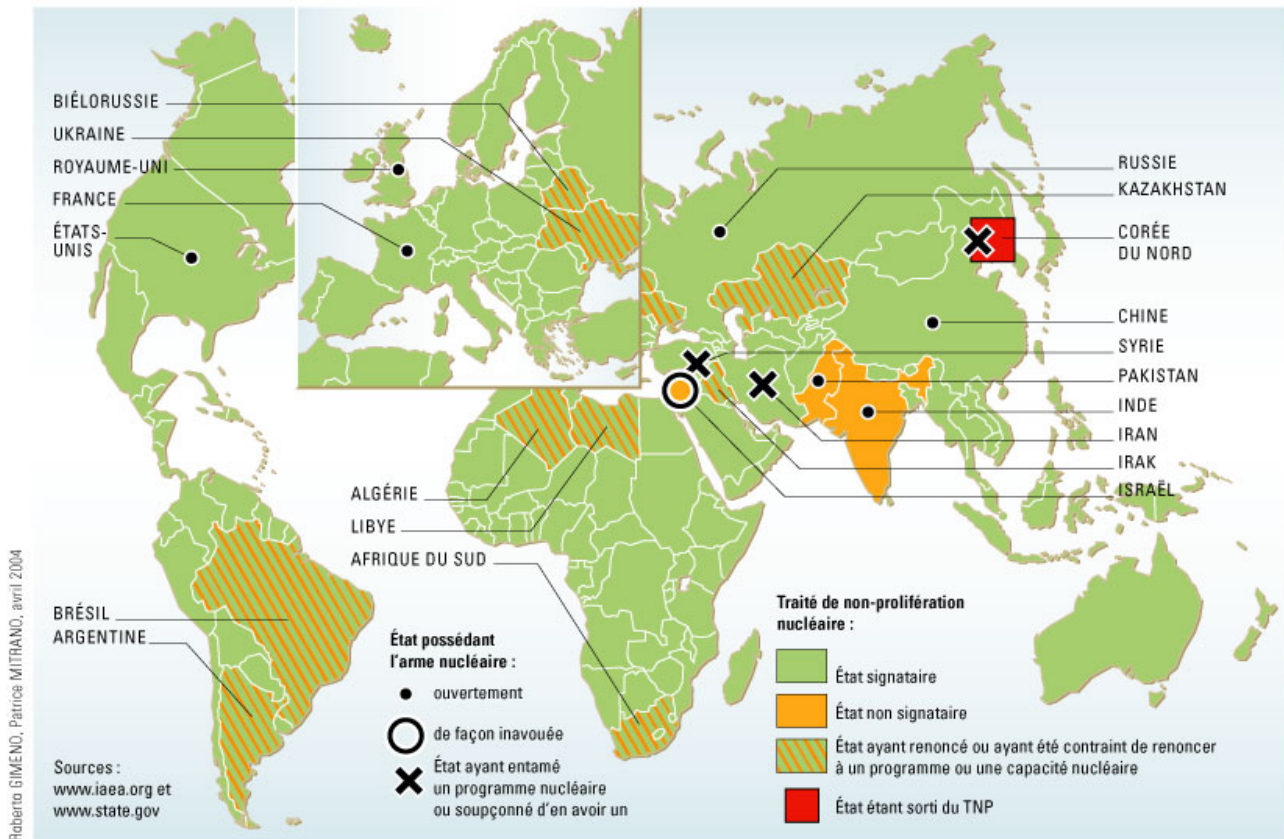 BIÉLORUSSIE
UKRAINE
ROYAUME-UNI
FRANCE
ÉTATS-
UNIS
RUSSIE
KAZAKHSTAN
CORÉE
DU NORD
CHINE
SYRIE
PAKISTAN
INDE
IRAN
IRAK
ISRAËL
ALGÉRIE
LIBYE
AFRIQUE DU SUD
BRÉSIL
ARGENTINE
Sources :
www.iaea.org et
www.state.gov
État possédant
l'arme nucléaire :
ouvertement
de façon inavouée
État ayant entamé
un programme nucléaire
ou soupçonné d'en avoir un
Traité de non-prolifération
nucléaire :
État signataire
État non signataire
État ayant renoncé ou ayant été contraint de renoncer
à un programme ou une capacité nucléaire
État étant sorti du TNP
Roberto GIMENO, Patrice MITRANO, avril 2004